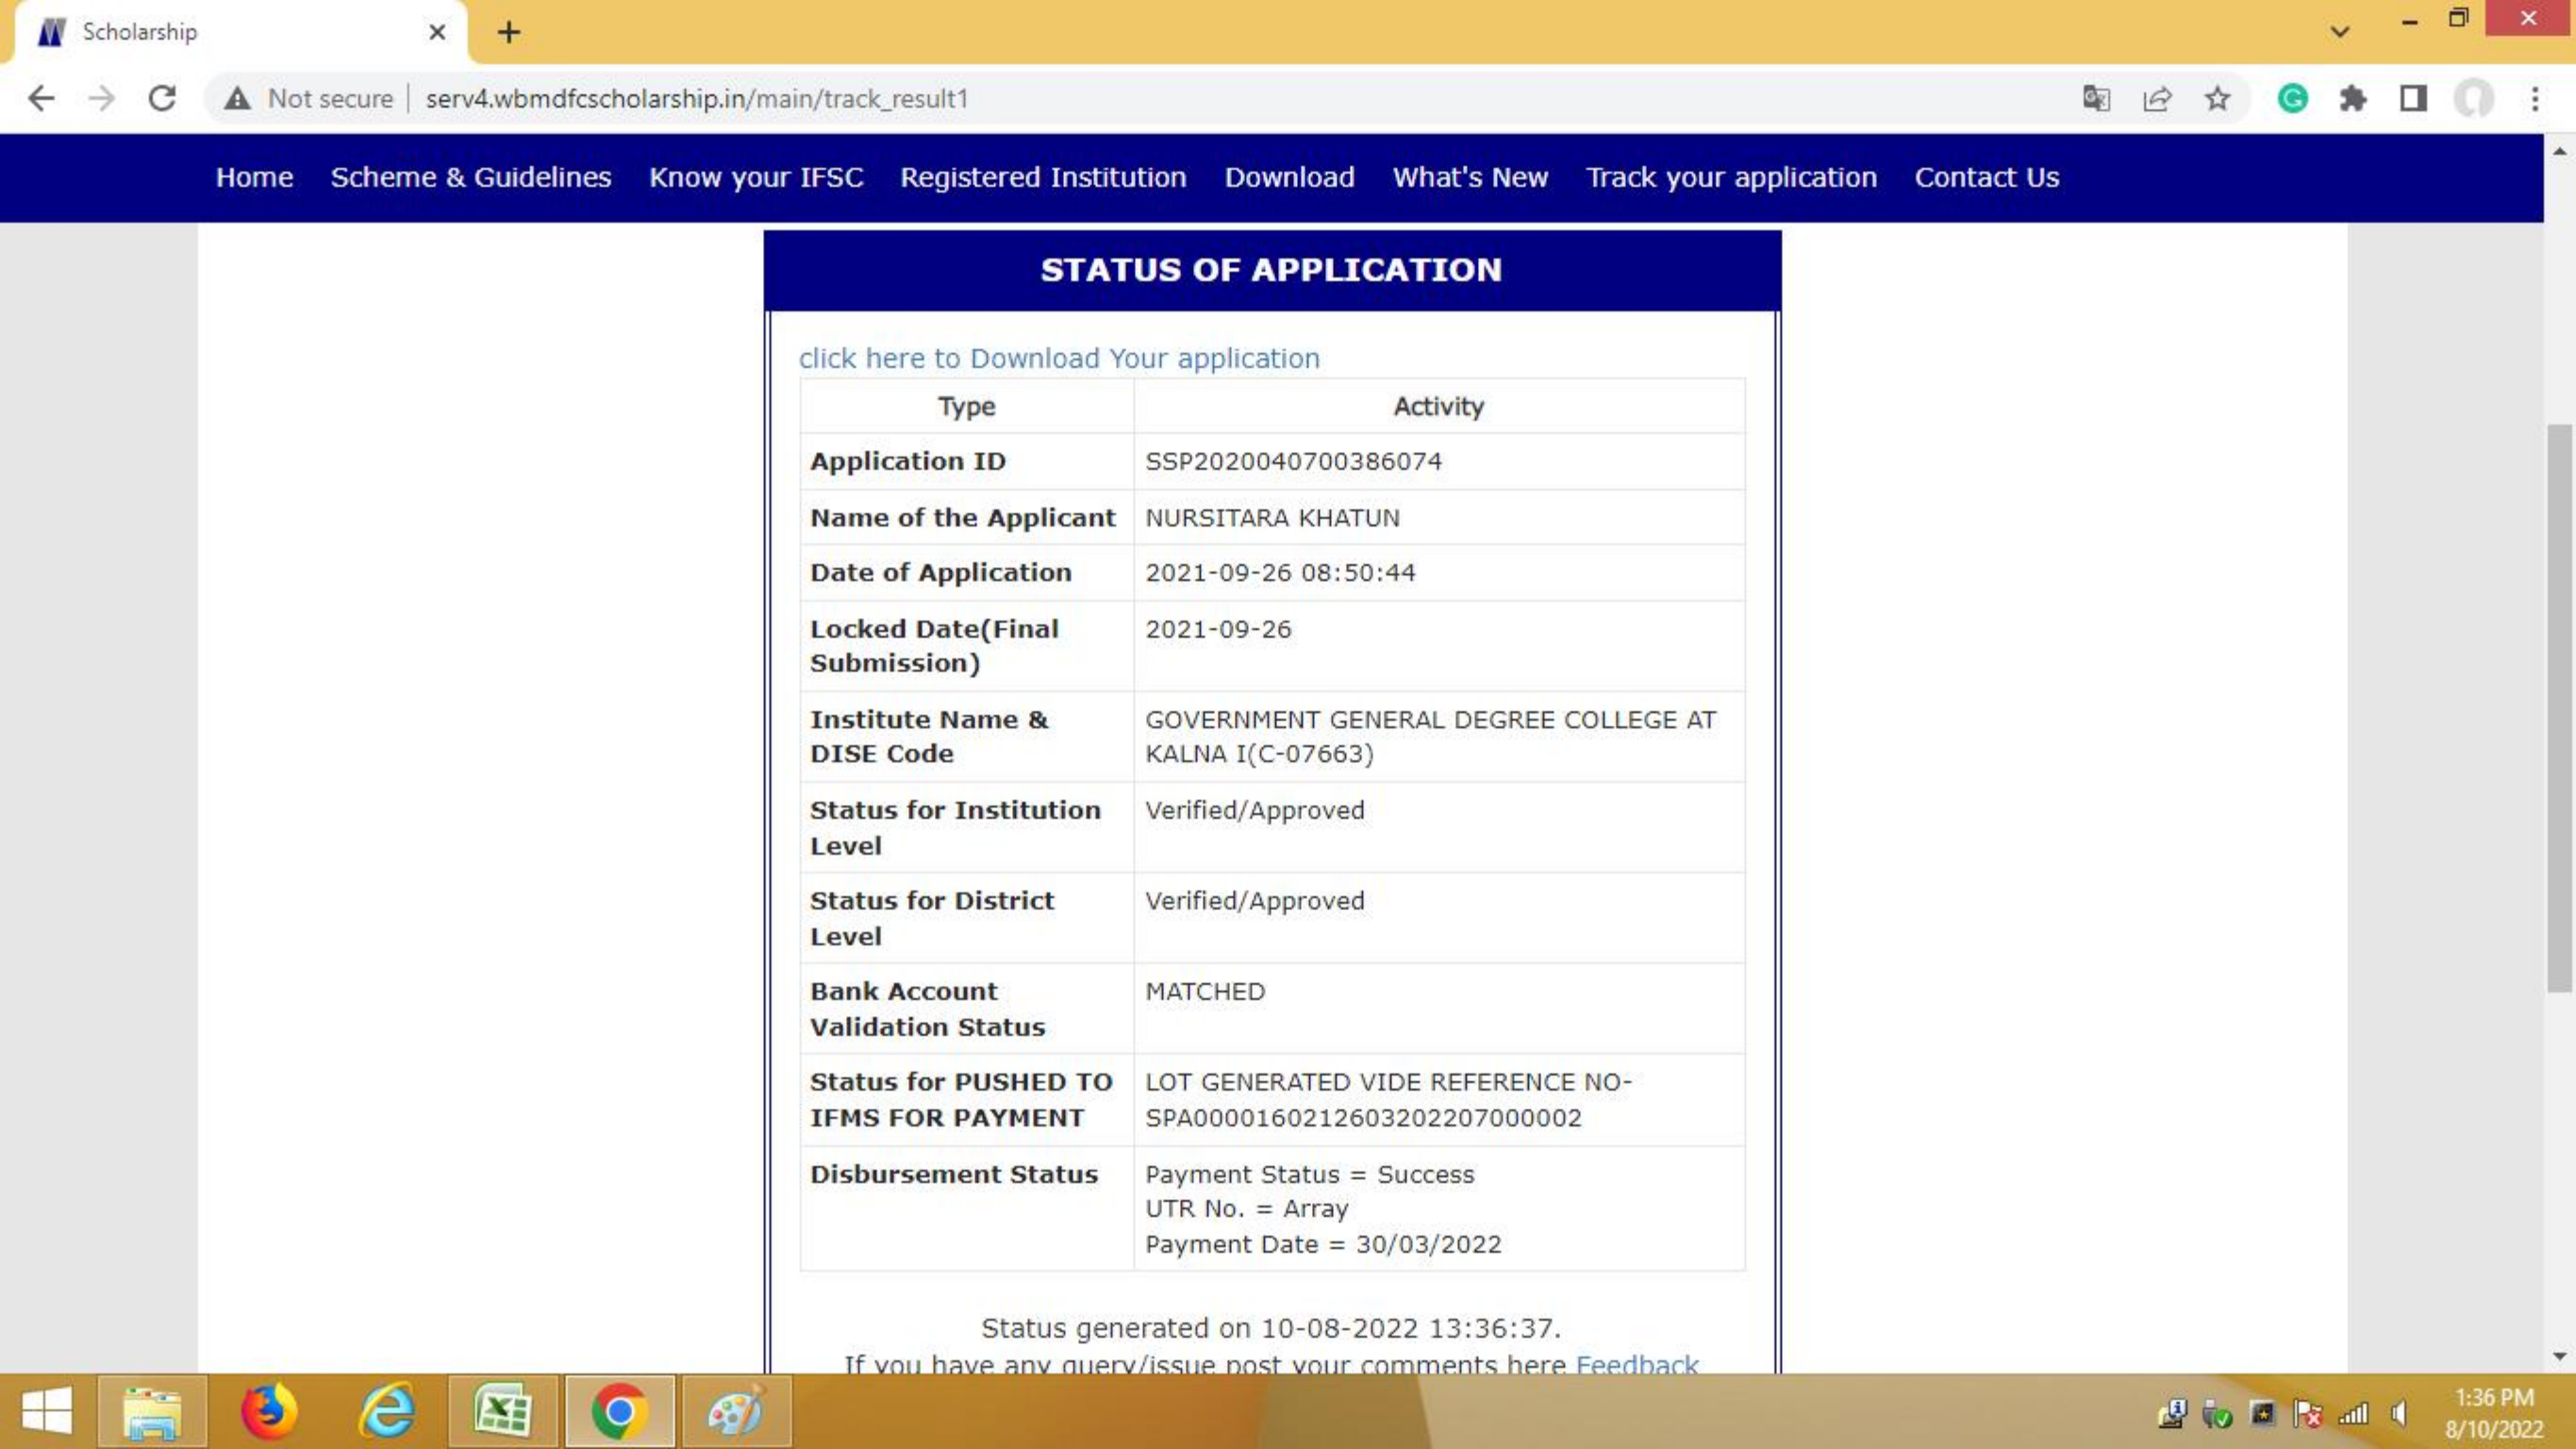 Scholarship
Not secure
serv4.wbmdfcscholarship.in/main/track_result1
Home Scheme & Guidelines Know your IFSC Registered Institution Download What's New Track your application Contact Us
STATUS OF APPLICATION
click here to Download Your application
Type Activity
Application ID SSP2020040700386074
Name of the Applicant NURSITARA KHATUN
Date of Application 2021-09-26 08:50:44
Locked Date(Final 2021-09-26
Submission)
Institute Name & GOVERNMENT GENERAL DEGREE COLLEGE AT
DISE Code KALNA I(C-07663)
Status for Institution Verified/Approved
Level
Status for District Verified/Approved
Level
Bank Account MATCHED
Validation Status
Status for PUSHED TO LOT GENERATED VIDE REFERENCE NO-
IFMS FOR PAYMENT SPA0000160212603202207000002
Disbursement Status Payment Status = Success
UTR No. = Array
Payment Date = 30/03/2022
Status generated on 10-08-2022 13:36:37.
If you have any query/issue post your comments here Feedback
1:36 PM
8/10/2022